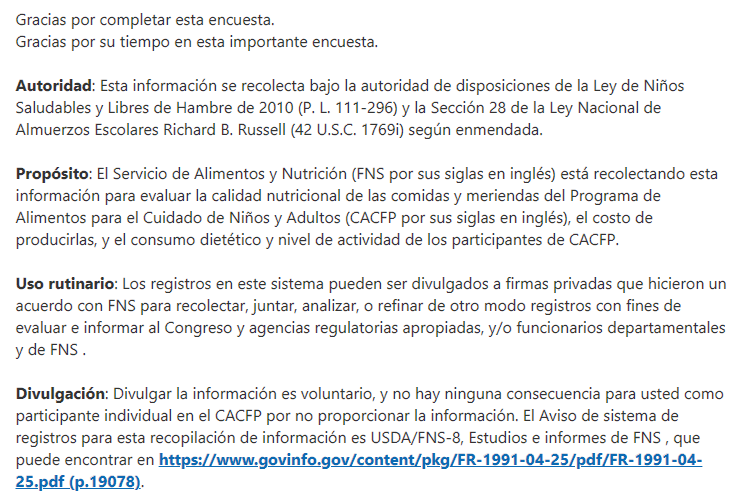 Gracias por completar esta encuesta.
Gracias por su tiempo en esta importante encuesta.
Autoridad: Esta información se recolecta bajo la autoridad de disposiciones de la Ley de Niños
Saludables y Libres de Hambre de 2010 (P. L. 111-296) y la Sección 28 de la Ley Nacional de
Almuerzos Escolares Richard B. Russell (42 U.S.C. 1769i) según enmendada.
Propósito: El Servicio de Alimentos y Nutrición (FNS por sus siglas en inglés) está recolectando esta
información para evaluar la calidad nutricional de las comidas y meriendas del Programa de
Alimentos para el Cuidado de Niños y Adultos (CACFP por sus siglas en inglés), el costo de
producirlas, y el consumo dietético y nivel de actividad de los participantes de CACFP.
Uso rutinario: Los registros en este sistema pueden ser divulgados a firmas privadas que hicieron un
acuerdo con FNS para recolectar, juntar, analizar, o refinar de otro modo registros con fines de
evaluar e informar al Congreso y agencias regulatorias apropiadas, y/o funcionarios departamentales
y de FNS .
Divulgación: Divulgar la información es voluntario, y no hay ninguna consecuencia para usted como
participante individual en el CACFP por no proporcionar la información. El Aviso de sistema de
registros para esta recopilación de información es USDA/FNS-8, Estudios e informes de FNS , que
puede encontrar en https://www.govinfo.gov/content/pkg/FR-1991-04-25/pdf/FR-1991-04-
25.pdf (p.19078).